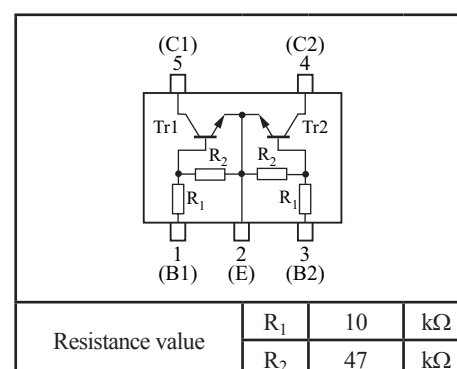 (C1) (C2)
5 4
Tr1 Tr2
R2 R2
R1 R1
1 2 3
(B1) (E) (B2)
Resistance value R1 10 kΩ
R2 47 kΩ